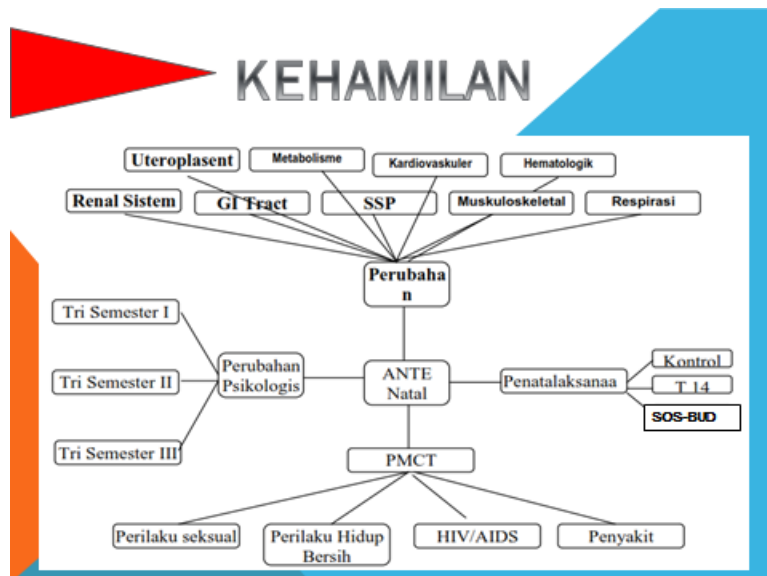 KEHAMILAN
Uteroplasent
Metabolisme
Kardiovaskuler
Hematologik
Renal Sistem
GI Tract
SSP
Muskuloskeletal
Respirasi
Perubaha
n
Tri Semester I
Tri Semester II
Tri Semester III
Perubahan
Psikologis
ANTE
Natal
Penatalaksanaa
Kontrol
T 14
SOS-BUD
PMCT
Perilaku seksual
Perilaku Hidup
Bersih
HIV/AIDS
Penyakit